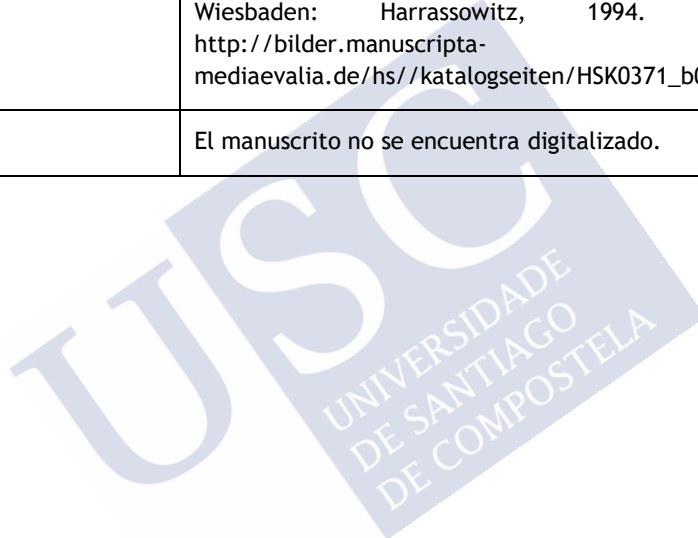 Wiesbaden: Harrassowitz, 1994.
http://bilder.manuscripta-
mediaevalia.de/hs//katalogseiten/HSK0371_b0
El manuscrito no se encuentra digitalizado.
USC
UNIVERSIDADE
DE SANTIAGO
DE COMPOSTELA